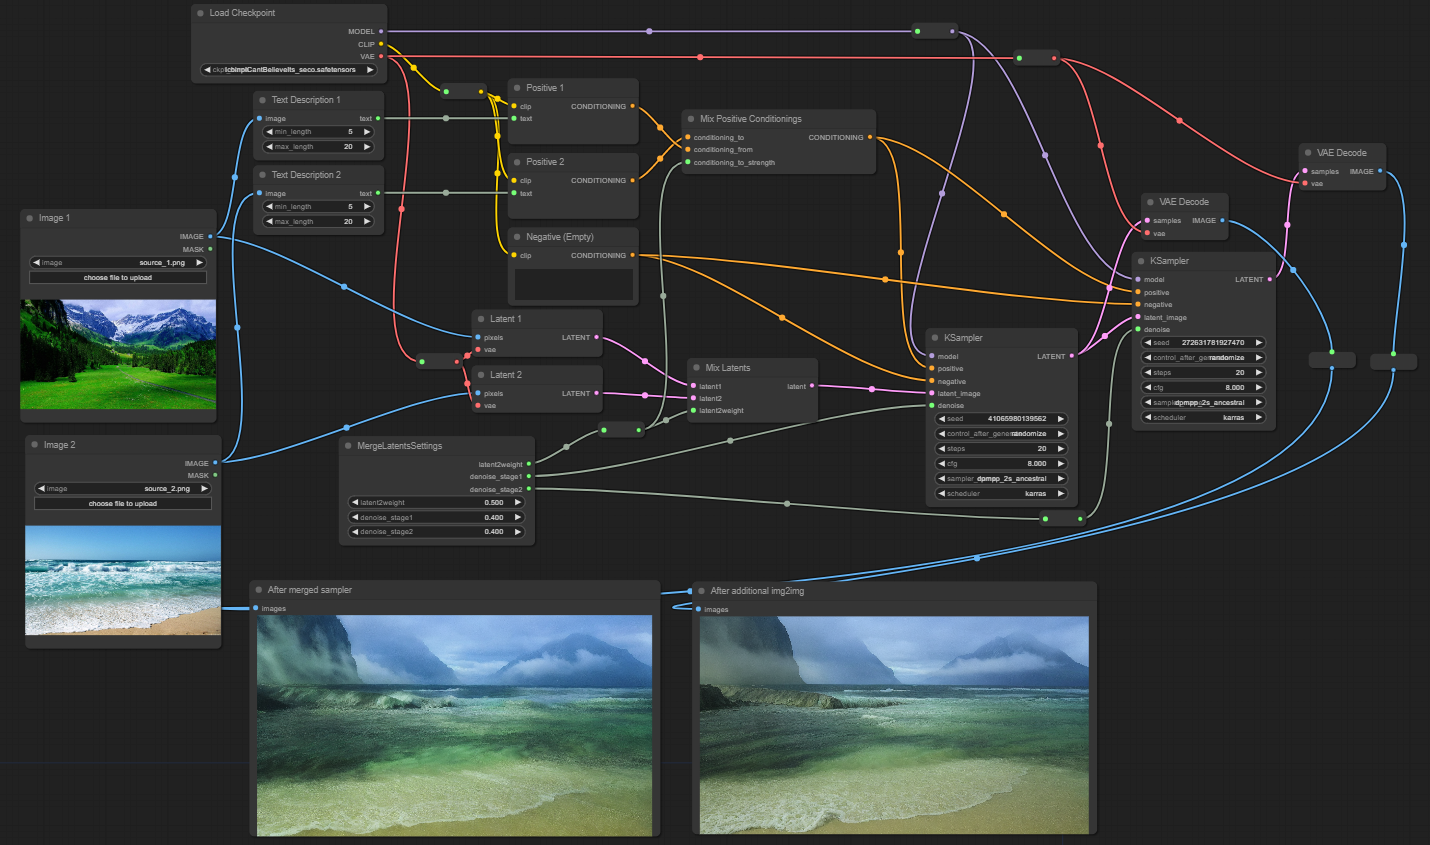 Load Checkpoint
MODEL
CLIP
VAE
Text Description 1
image text
min_length 5
max_length 20
Text Description 2
image text
min_length 5
max_length 20
Positive 1
clip CONDITIONING
text
Positive 2
clip CONDITIONING
text
Negative (Empty)
clip CONDITIONING
Mix Positive Conditionings
conditioning_to CONDITIONING
conditioning_from
conditioning_to_strength
VAE Decode
samples IMAGE
vae
VAE Decode
samples IMAGE
vae
Image 1
IMAGE
MASK
image source_1.png
choose file to upload
Image 2
IMAGE
MASK
image source_2.png
choose file to upload
Latent 1
pixels LATENT
vae
Latent 2
pixels LATENT
vae
Mix Latents
latent1 latent
latent2
latent2weight
MergeLatentsSettings
latent2weight
denoise_stage1
denoise_stage2
latent2weight 0.500
denoise_stage1 0.400
denoise_stage2 0.400
KSampler
model LATENT
positive
negative
latent_image
denoise
seed 41065980139562
control_after_gene randomize
steps 20
cfg 8.000
sampler dpmpp_2s_ancestral
scheduler karras
KSampler
model LATENT
positive
negative
latent_image
denoise
seed 272631781927470
control_after_gene randomize
steps 20
cfg 8.000
dpmpp_2s_ancestral
scheduler karras
After merged sampler
images
After additional img2img
images